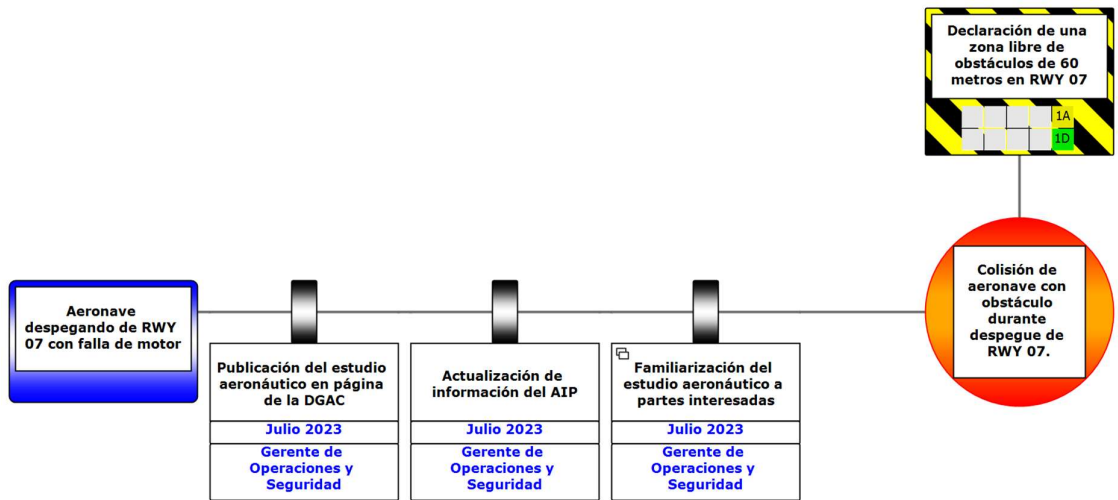 Declaración de una
zona libre de
obstáculos de 60
metros en RWY 07
1A
1D
Aeronave
despegando de RWY
07 con falla de motor
Publicación del estudio
aeronáutico en página
de la DGAC
Julio 2023
Gerente de
Operaciones y
Seguridad
Actualización de
información del AIP
Julio 2023
Gerente de
Operaciones y
Seguridad
Familiarización del
estudio aeronáutico a
partes interesadas
Julio 2023
Gerente de
Operaciones y
Seguridad
Colisión de
aeronave con
obstáculo
durante
despegue de
RWY 07.